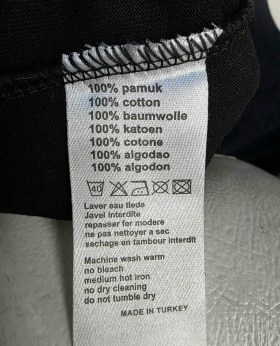 100% pamuk
100% cotton
100% baumwolle
100% katoen
100% cotone
100% algodao
100% algodon
40
Laver eau tiede
Javel interdite
repasser for modere
ne pas nettoyer a sec
sechage en tambour interdit
Machine wash warm
no bleach
medium hot iron
no dry cleaning
do not tumble dry
MADE IN TURKEY